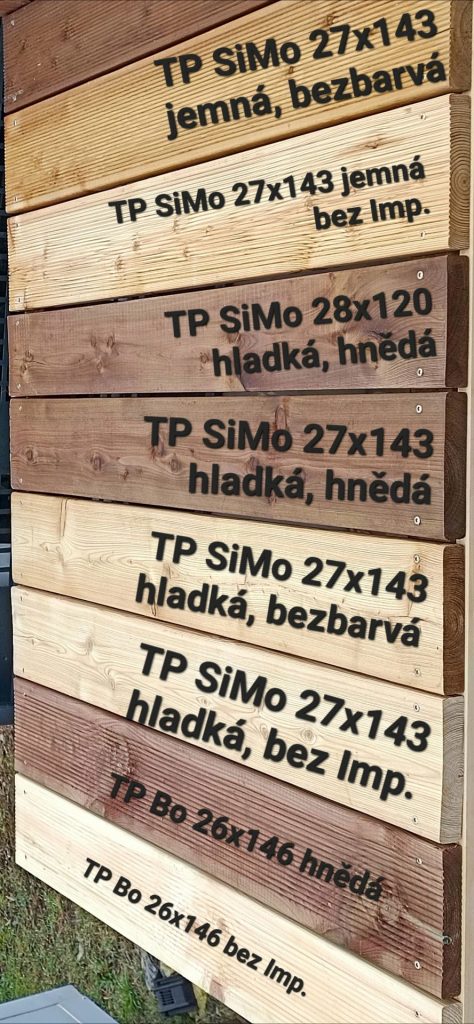 TP SiMo 27x143
jemná, bezbarvá
TP SiMo 27x143 jemná
bez Imp.
TP SiMo 28x120
hladká, hnědá
TP SiMo 27x143
hladká, hnědá
TP SiMo 27x143
hladká, bezbarvá
TP SiMo 27x143
hladká, bez Imp.
TP Bo 26x146 hnědá
TP Bo 26x146 bez Imp.